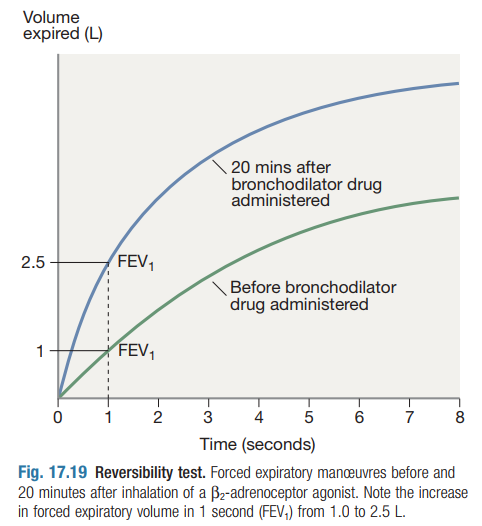 Volume
expired (L)
20 mins after
bronchodilator drug
administered
2.5
FEV₁
Before bronchodilator
drug administered
1
FEV₁
0 1 2 3 4 5 6 7 8
Time (seconds)
Fig. 17.19 Reversibility test. Forced expiratory manœuvres before and
20 minutes after inhalation of a β₂-adrenoceptor agonist. Note the increase
in forced expiratory volume in 1 second (FEV₁) from 1.0 to 2.5 L.